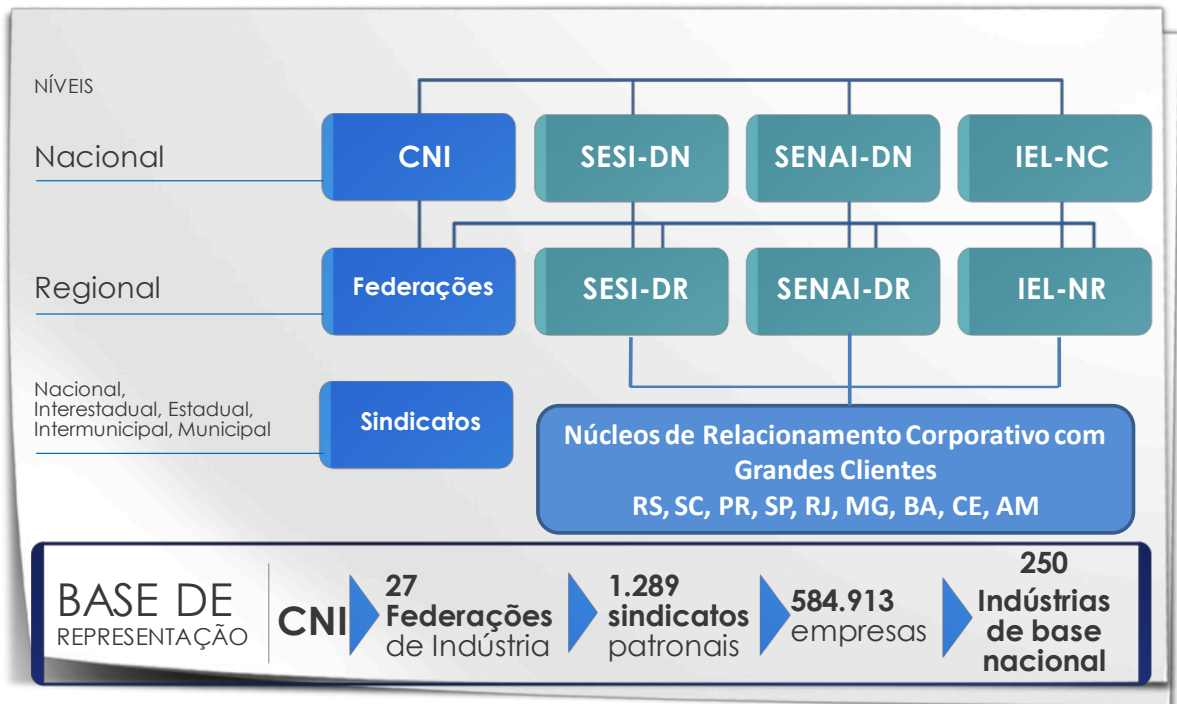 NÍVEIS
Nacional
CNI
SESI-DN
SENAI-DN
IEL-NC
Regional
Federações
SESI-DR
SENAI-DR
IEL-NR
Nacional,
Interestadual, Estadual,
Intermunicipal, Municipal
Sindicatos
Núcleos de Relacionamento Corporativo com
Grandes Clientes
RS, SC, PR, SP, RJ, MG, BA, CE, AM
BASE DE
REPRESENTAÇÃO
CNI
27
Federações
de Indústria
1.289
sindicatos
patronais
584.913
empresas
250
Indústrias
de base
nacional